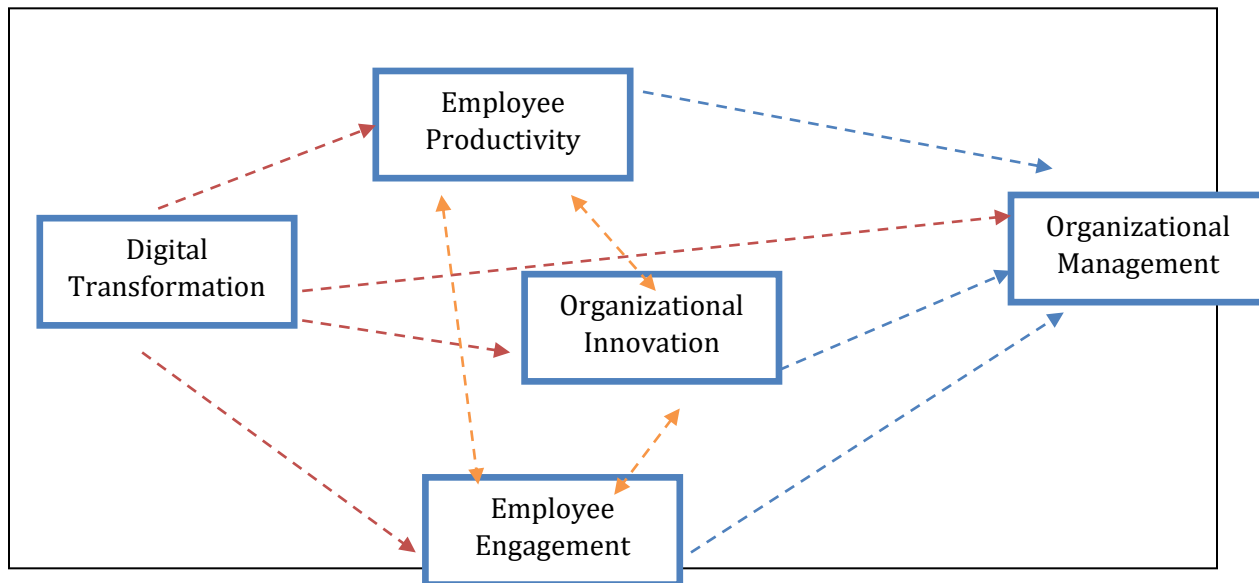 Employee
Productivity
Digital
Transformation
Organizational
Management
Organizational
Innovation
Employee
Engagement